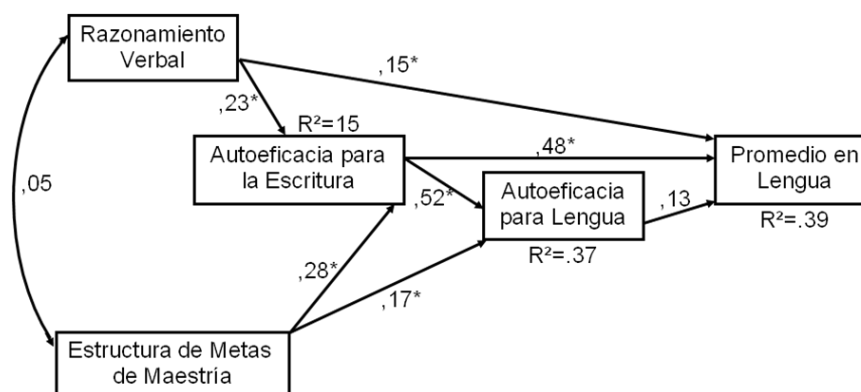 Razonamiento
Verbal
,15*
,23*
R²=15
Autoeficacia para
la Escritura
,48*
Promedio en
Lengua
R²=.39
,05
,52*
Autoeficacia
para Lengua
R²=.37
,13
,28*
,17*
Estructura de Metas
de Maestría